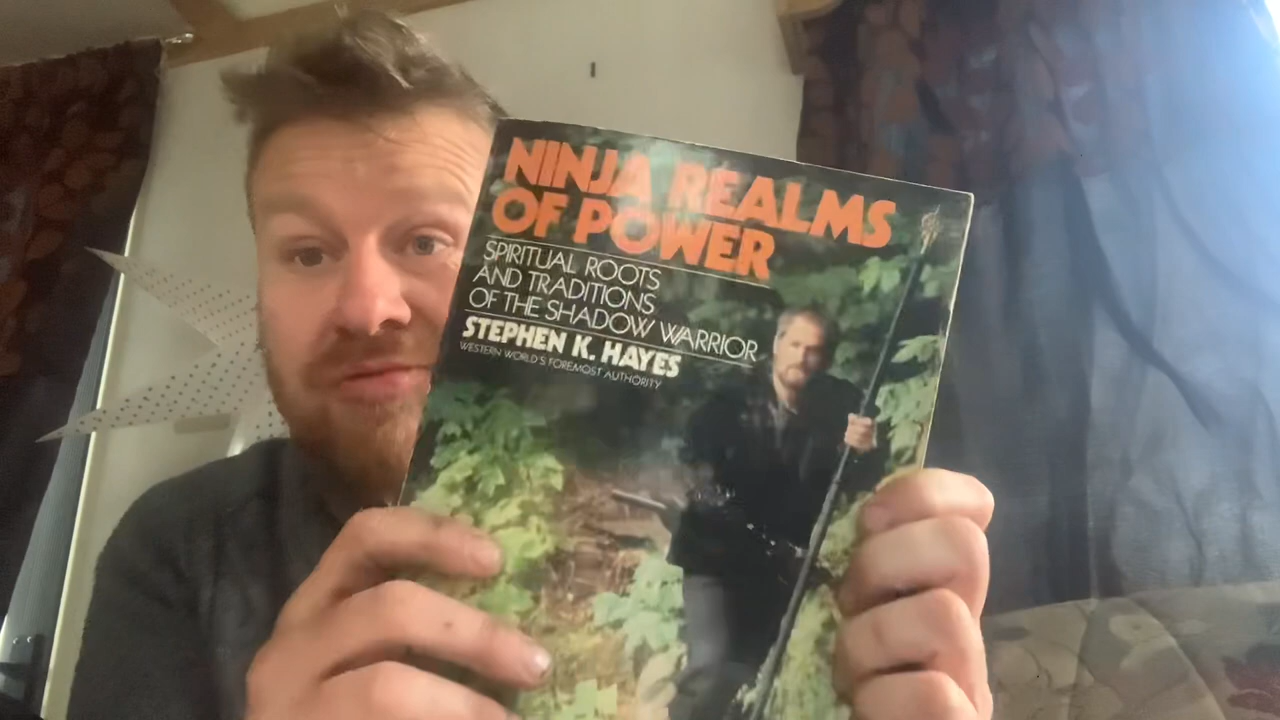 NINJA REALMS
OF POWER
SPIRITUAL ROOTS
AND TRADITIONS
OF THE SHADOW WARRIOR
STEPHEN K. HAYES
WESTERN WORLD'S FOREMOST AUTHORITY